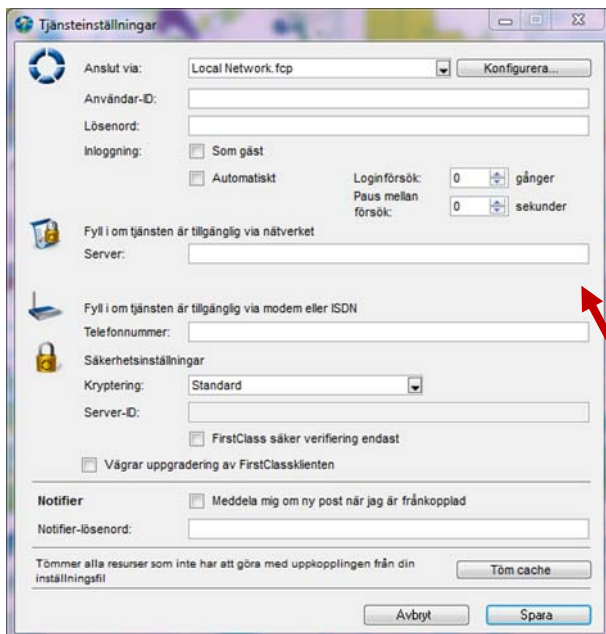 Tjänsteinställningar
Anslut via: Local Network.fcp Konfigurera...
Användar-ID:
Lösenord:
Inloggning: Som gäst
Automatiskt Loginförsök: 0 gånger
Paus mellan försök: 0 sekunder
Fyll i om tjänsten är tillgänglig via nätverket
Server:
Fyll i om tjänsten är tillgänglig via modem eller ISDN
Telefonnummer:
Säkerhetsinställningar
Kryptering: Standard
Server-ID:
FirstClass säker verifiering endast
Vägrar uppgradering av FirstClassklienten
Notifier Meddela mig om ny post när jag är frånkopplad
Notifier-lösenord:
Tömmer alla resurser som inte har att göra med uppkopplingen från din
inställningsfil Töm cache
Avbryt Spara